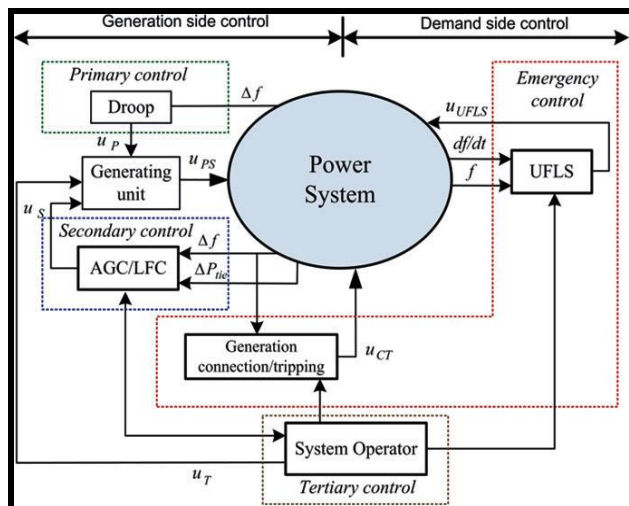 Generation side control
Demand side control
Primary control
Emergency
control
Droop
Δf
u_UFLS
u_P
df/dt
Generating
unit
u_PS
Power
System
f
UFLS
u_S
Secondary control
Δf
AGC/LFC
ΔP_tie
Generation
connection/tripping
u_CT
System Operator
u_T
Tertiary control